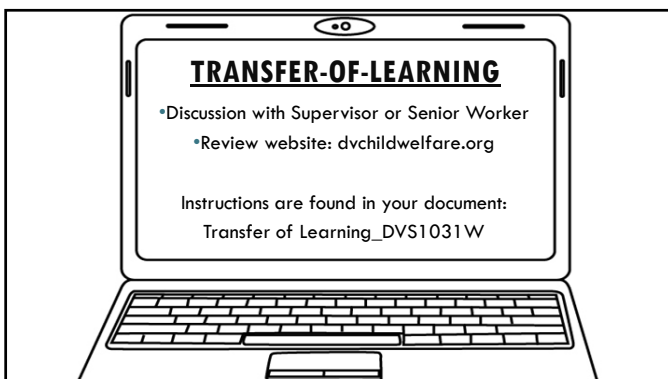 TRANSFER-OF-LEARNING
•Discussion with Supervisor or Senior Worker
•Review website: dvchildwelfare.org
Instructions are found in your document:
Transfer of Learning_DVS1031W